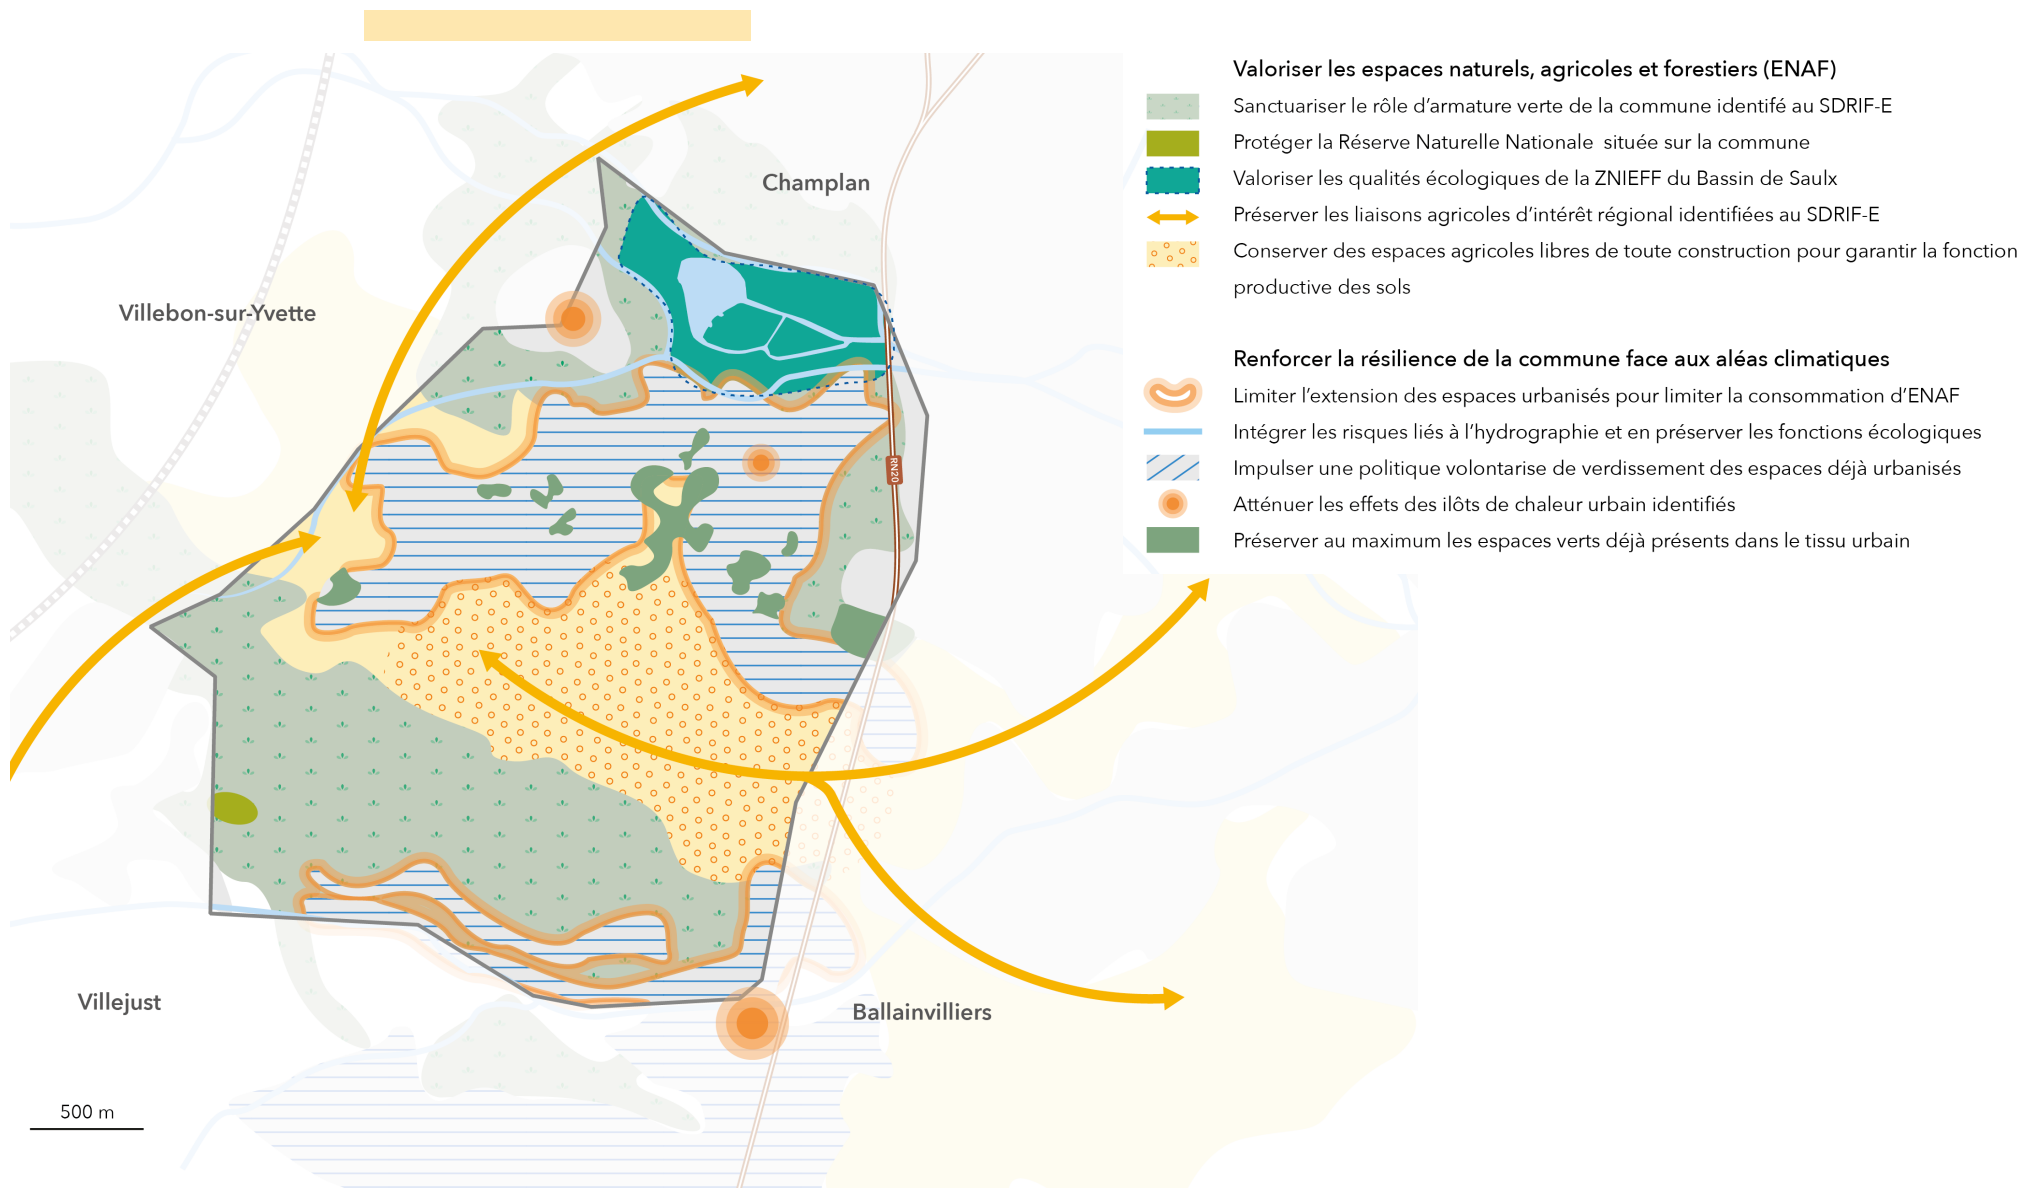 Valoriser les espaces naturels, agricoles et forestiers (ENAF)
Sanctuariser le rôle d’armature verte de la commune identifé au SDRIF-E
Protéger la Réserve Naturelle Nationale située sur la commune
Valoriser les qualités écologiques de la ZNIEFF du Bassin de Saulx
Préserver les liaisons agricoles d’intérêt régional identifiées au SDRIF-E
Conserver des espaces agricoles libres de toute construction pour garantir la fonction
productive des sols
Renforcer la résilience de la commune face aux aléas climatiques
Limiter l’extension des espaces urbanisés pour limiter la consommation d’ENAF
Intégrer les risques liés à l’hydrographie et en préserver les fonctions écologiques
Impulser une politique volontarise de verdissement des espaces déjà urbanisés
Atténuer les effets des ilôts de chaleur urbain identifiés
Préserver au maximum les espaces verts déjà présents dans le tissu urbain
Champlan
Villebon-sur-Yvette
RN20
Villejust
Ballainvilliers
500 m